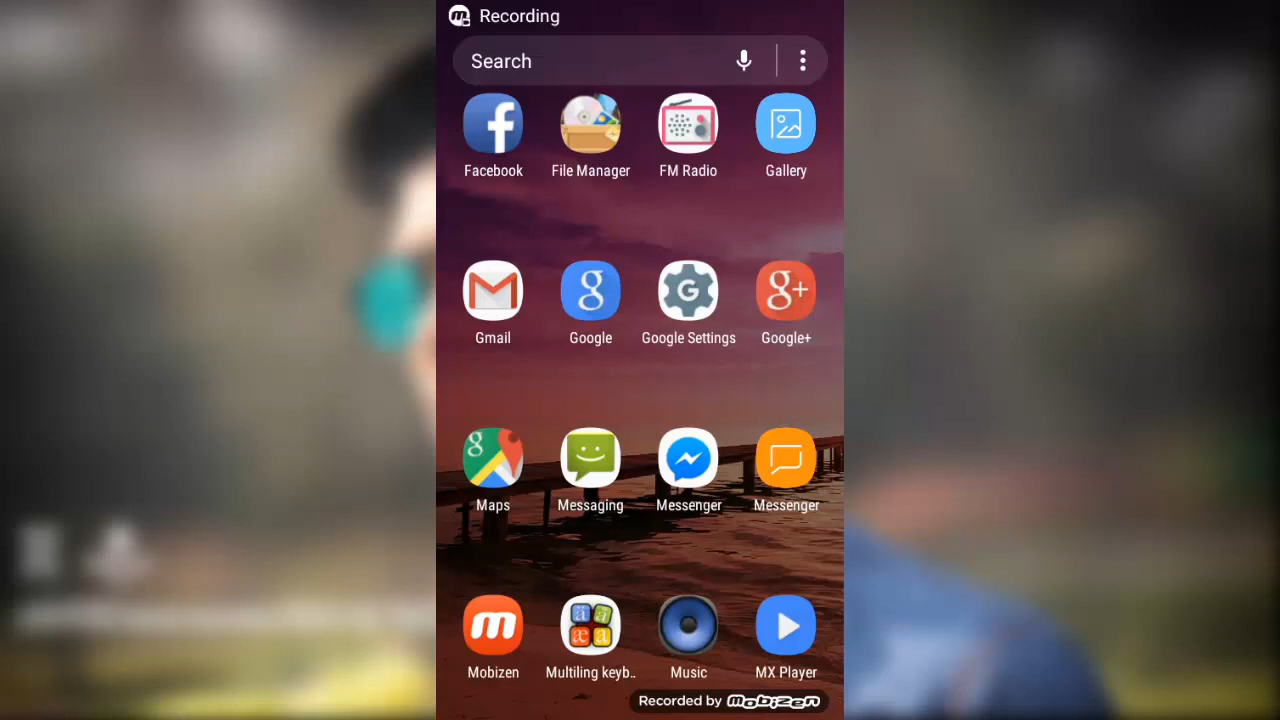 Recording
Search
Facebook File Manager FM Radio Gallery
Gmail Google Google Settings Google+
Maps Messaging Messenger Messenger
Mobizen Multiling keyb.. Music MX Player
Recorded by mobizen